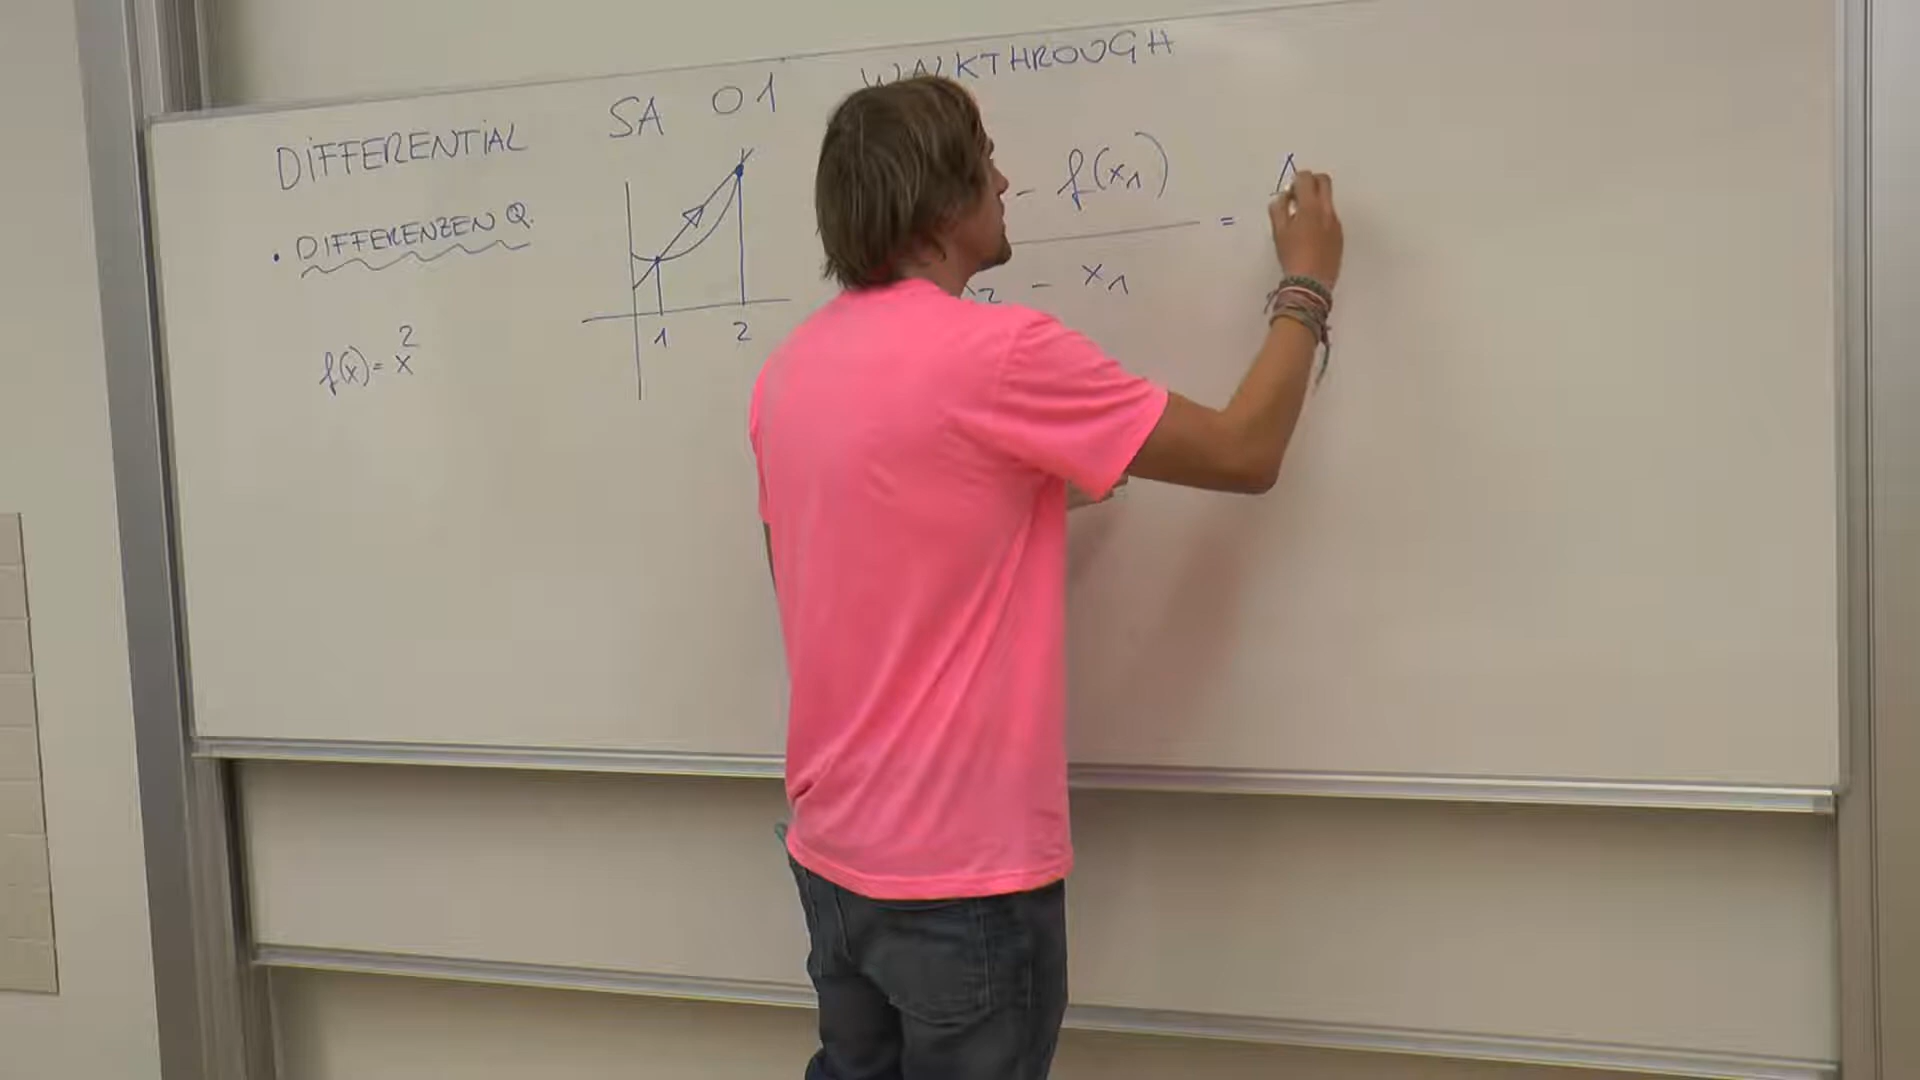 DIFFERENTIAL SA 01 WALKTHROUGH
• DIFFERENZEN Q.
f(x) = x²
1 2
- f(x₁)
x₂ - x₁
=